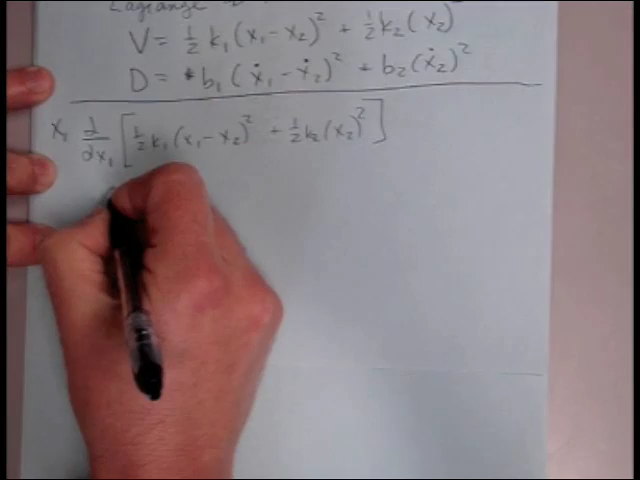 Lagrange
V = ½ k₁(x₁ - x₂)² + ½ k₂(x₂)²
D = b₁(ẋ₁ - ẋ₂)² + b₂(ẋ₂)²
x₁ d/dx₁ [½ k₁(x₁ - x₂)² + ½ k₂(x₂)²]